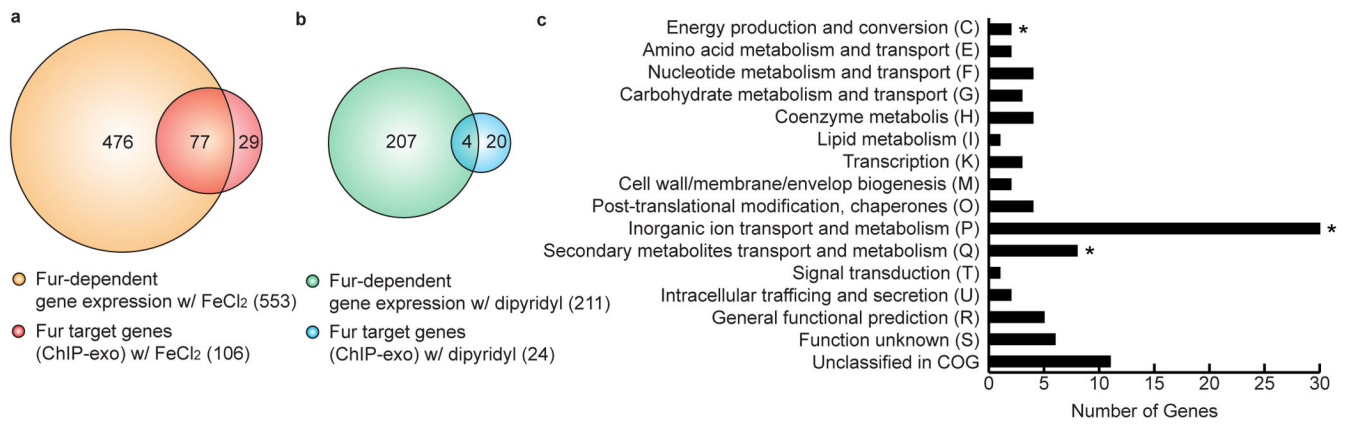 a
476
77
29
Fur-dependent
gene expression w/ FeCl2 (553)
Fur target genes
(ChIP-exo) w/ FeCl2 (106)
b
207
4
20
Fur-dependent
gene expression w/ dipyridyl (211)
Fur target genes
(ChIP-exo) w/ dipyridyl (24)
c
Energy production and conversion (C) *
Amino acid metabolism and transport (E)
Nucleotide metabolism and transport (F)
Carbohydrate metabolism and transport (G)
Coenzyme metabolis (H)
Lipid metabolism (I)
Transcription (K)
Cell wall/membrane/envelop biogenesis (M)
Post-translational modification, chaperones (O)
Inorganic ion transport and metabolism (P) *
Secondary metabolites transport and metabolism (Q) *
Signal transduction (T)
Intracellular trafficing and secretion (U)
General functional prediction (R)
Function unknown (S)
Unclassified in COG
0 5 10 15 20 25 30
Number of Genes